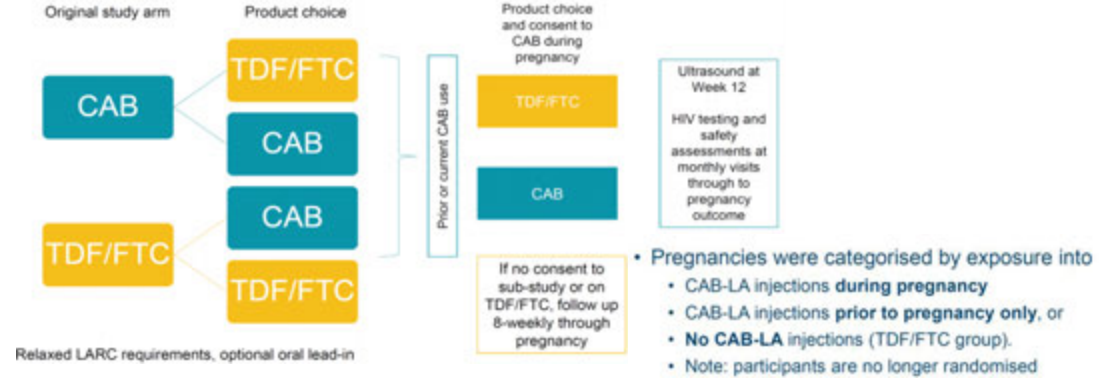 Original study arm
Product choice
CAB
TDF/FTC
TDF/FTC
CAB
CAB
TDF/FTC
Relaxed LARC requirements, optional oral lead-in
Prior or current CAB use
Product choice
and consent to
CAB during
pregnancy
TDF/FTC
CAB
If no consent to
sub-study or on
TDF/FTC, follow up
8-weekly through
pregnancy
Ultrasound at
Week 12
HIV testing and
safety
assessments at
monthly visits
through to
pregnancy
outcome
• Pregnancies were categorised by exposure into
• CAB-LA injections during pregnancy
• CAB-LA injections prior to pregnancy only, or
• No CAB-LA injections (TDF/FTC group).
• Note: participants are no longer randomised